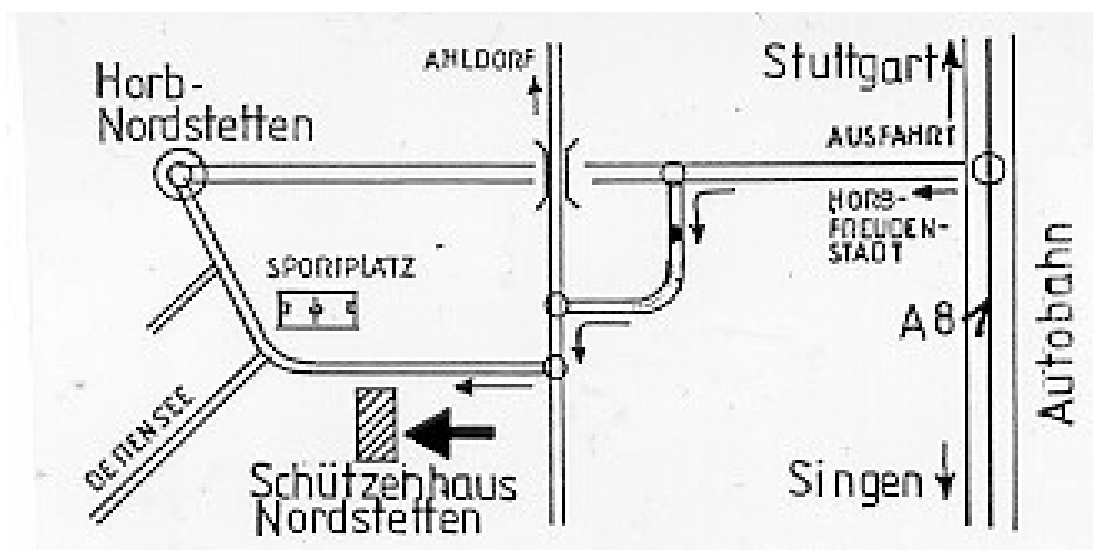 AHLDORF
Stuttgart
Horb-
Nordstetten
AUSFAHRT
HORB-
FREUDEN-
STADT
SPORTPLATZ
Autobahn
A8
Schützenhaus
Nordstetten
Singen